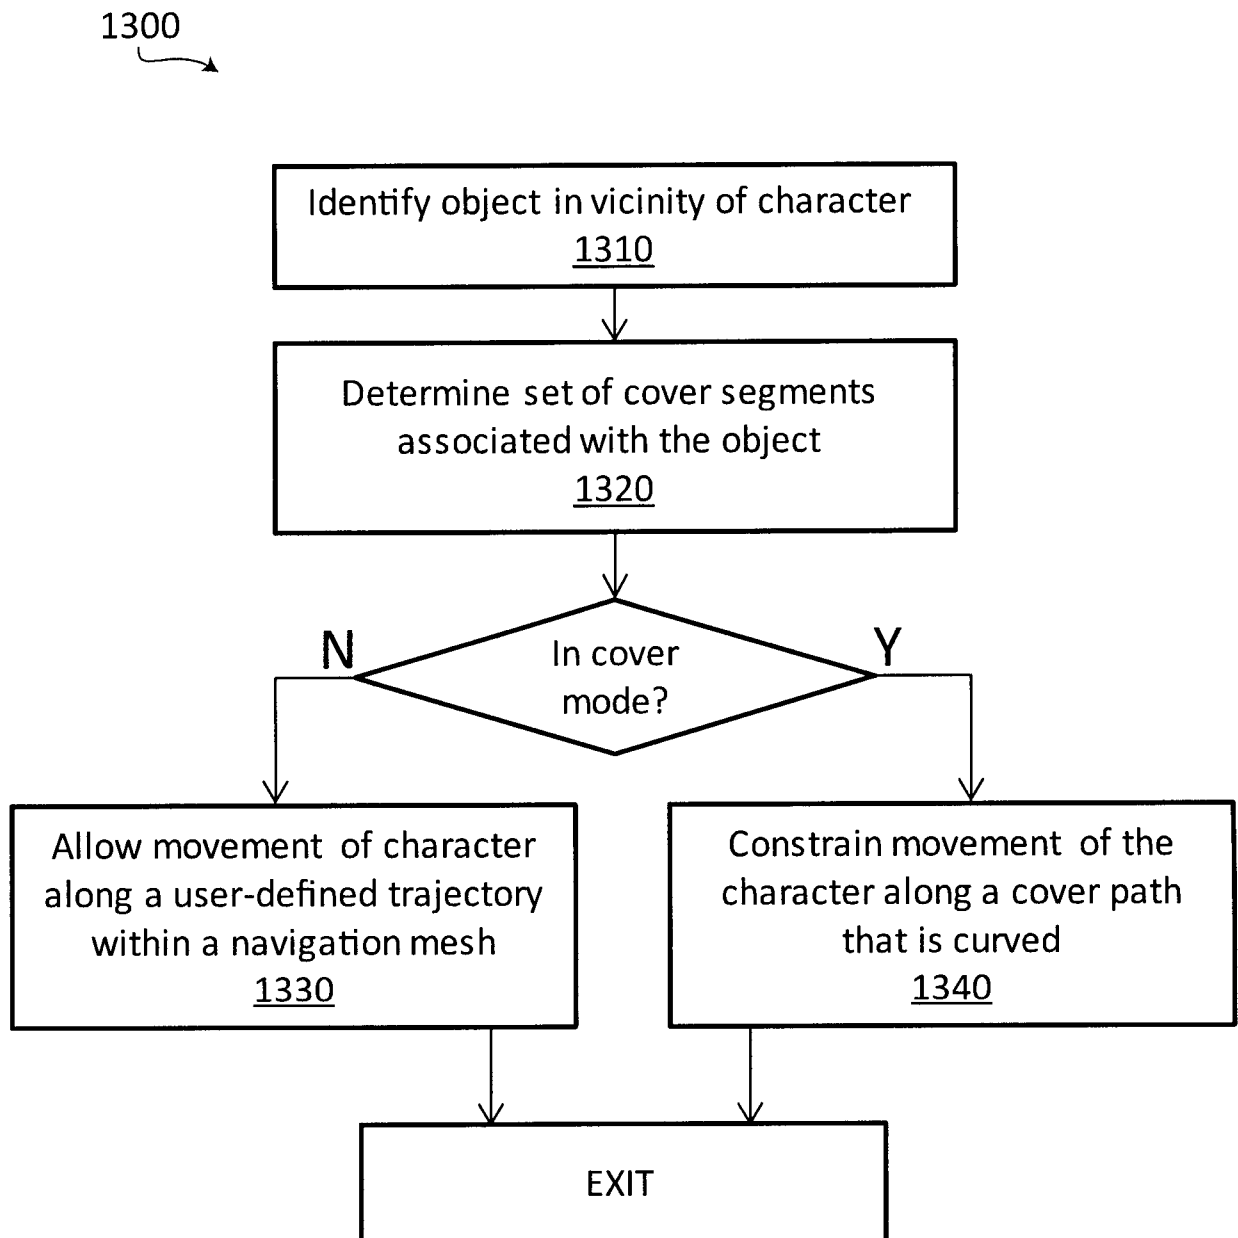 1300
Identify object in vicinity of character
1310
Determine set of cover segments
associated with the object
1320
In cover
mode?
N
Y
Allow movement of character
along a user-defined trajectory
within a navigation mesh
1330
Constrain movement of the
character along a cover path
that is curved
1340
EXIT